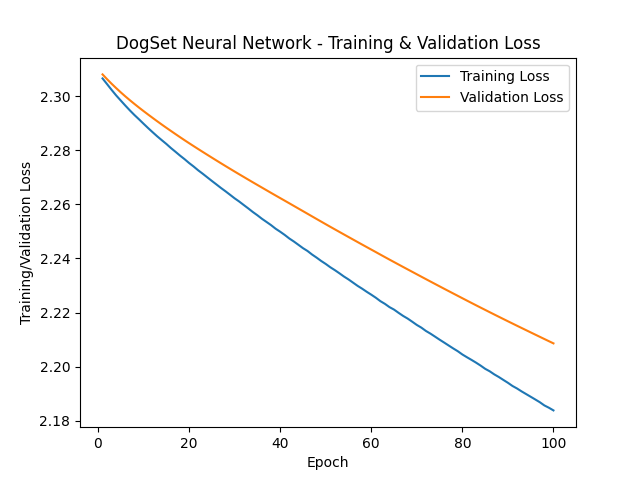 DogSet Neural Network - Training & Validation Loss
Training Loss
Validation Loss
2.30
2.28
2.26
2.24
2.22
2.20
2.18
Training/Validation Loss
0 20 40 60 80 100
Epoch